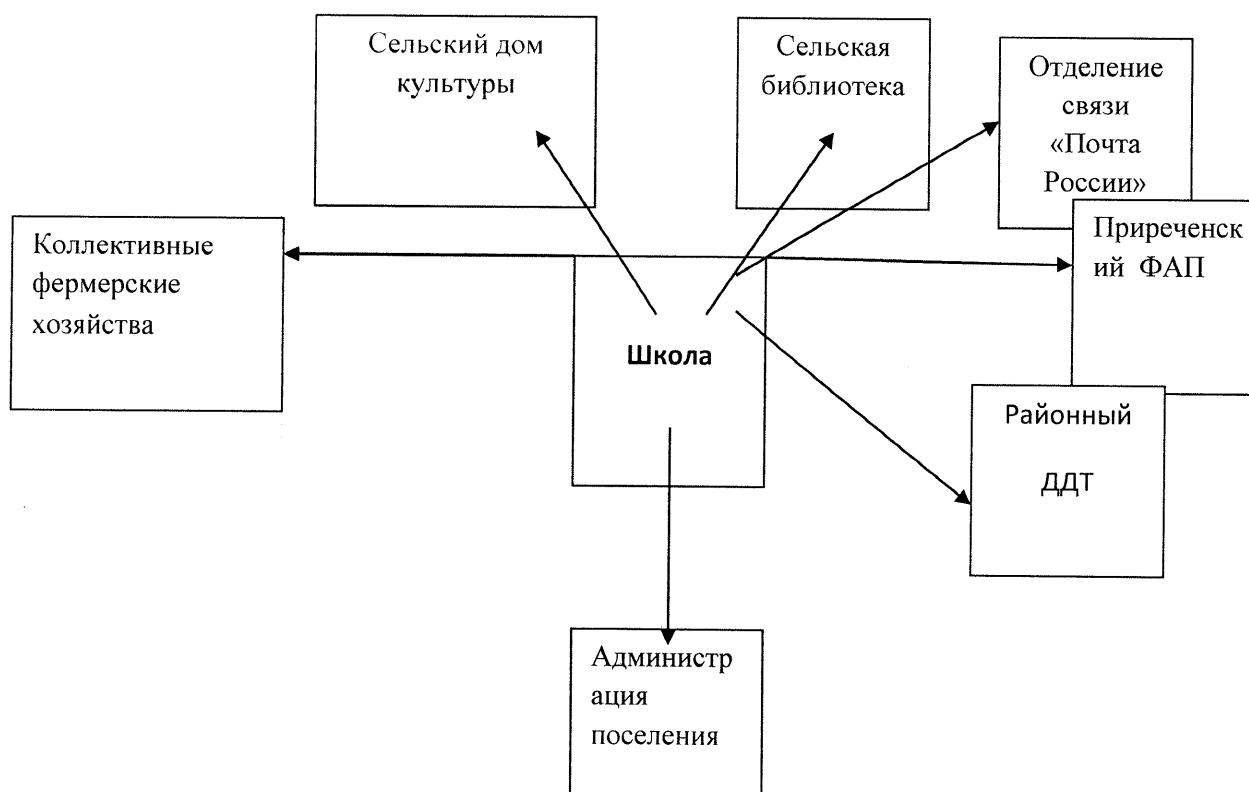 Сельский дом
культуры
Сельская
библиотека
Отделение
связи
«Почта
России»
Коллективные
фермерские
хозяйства
Приреченск
ий ФАП
Школа
Районный
ДДТ
Администр
ация
поселения